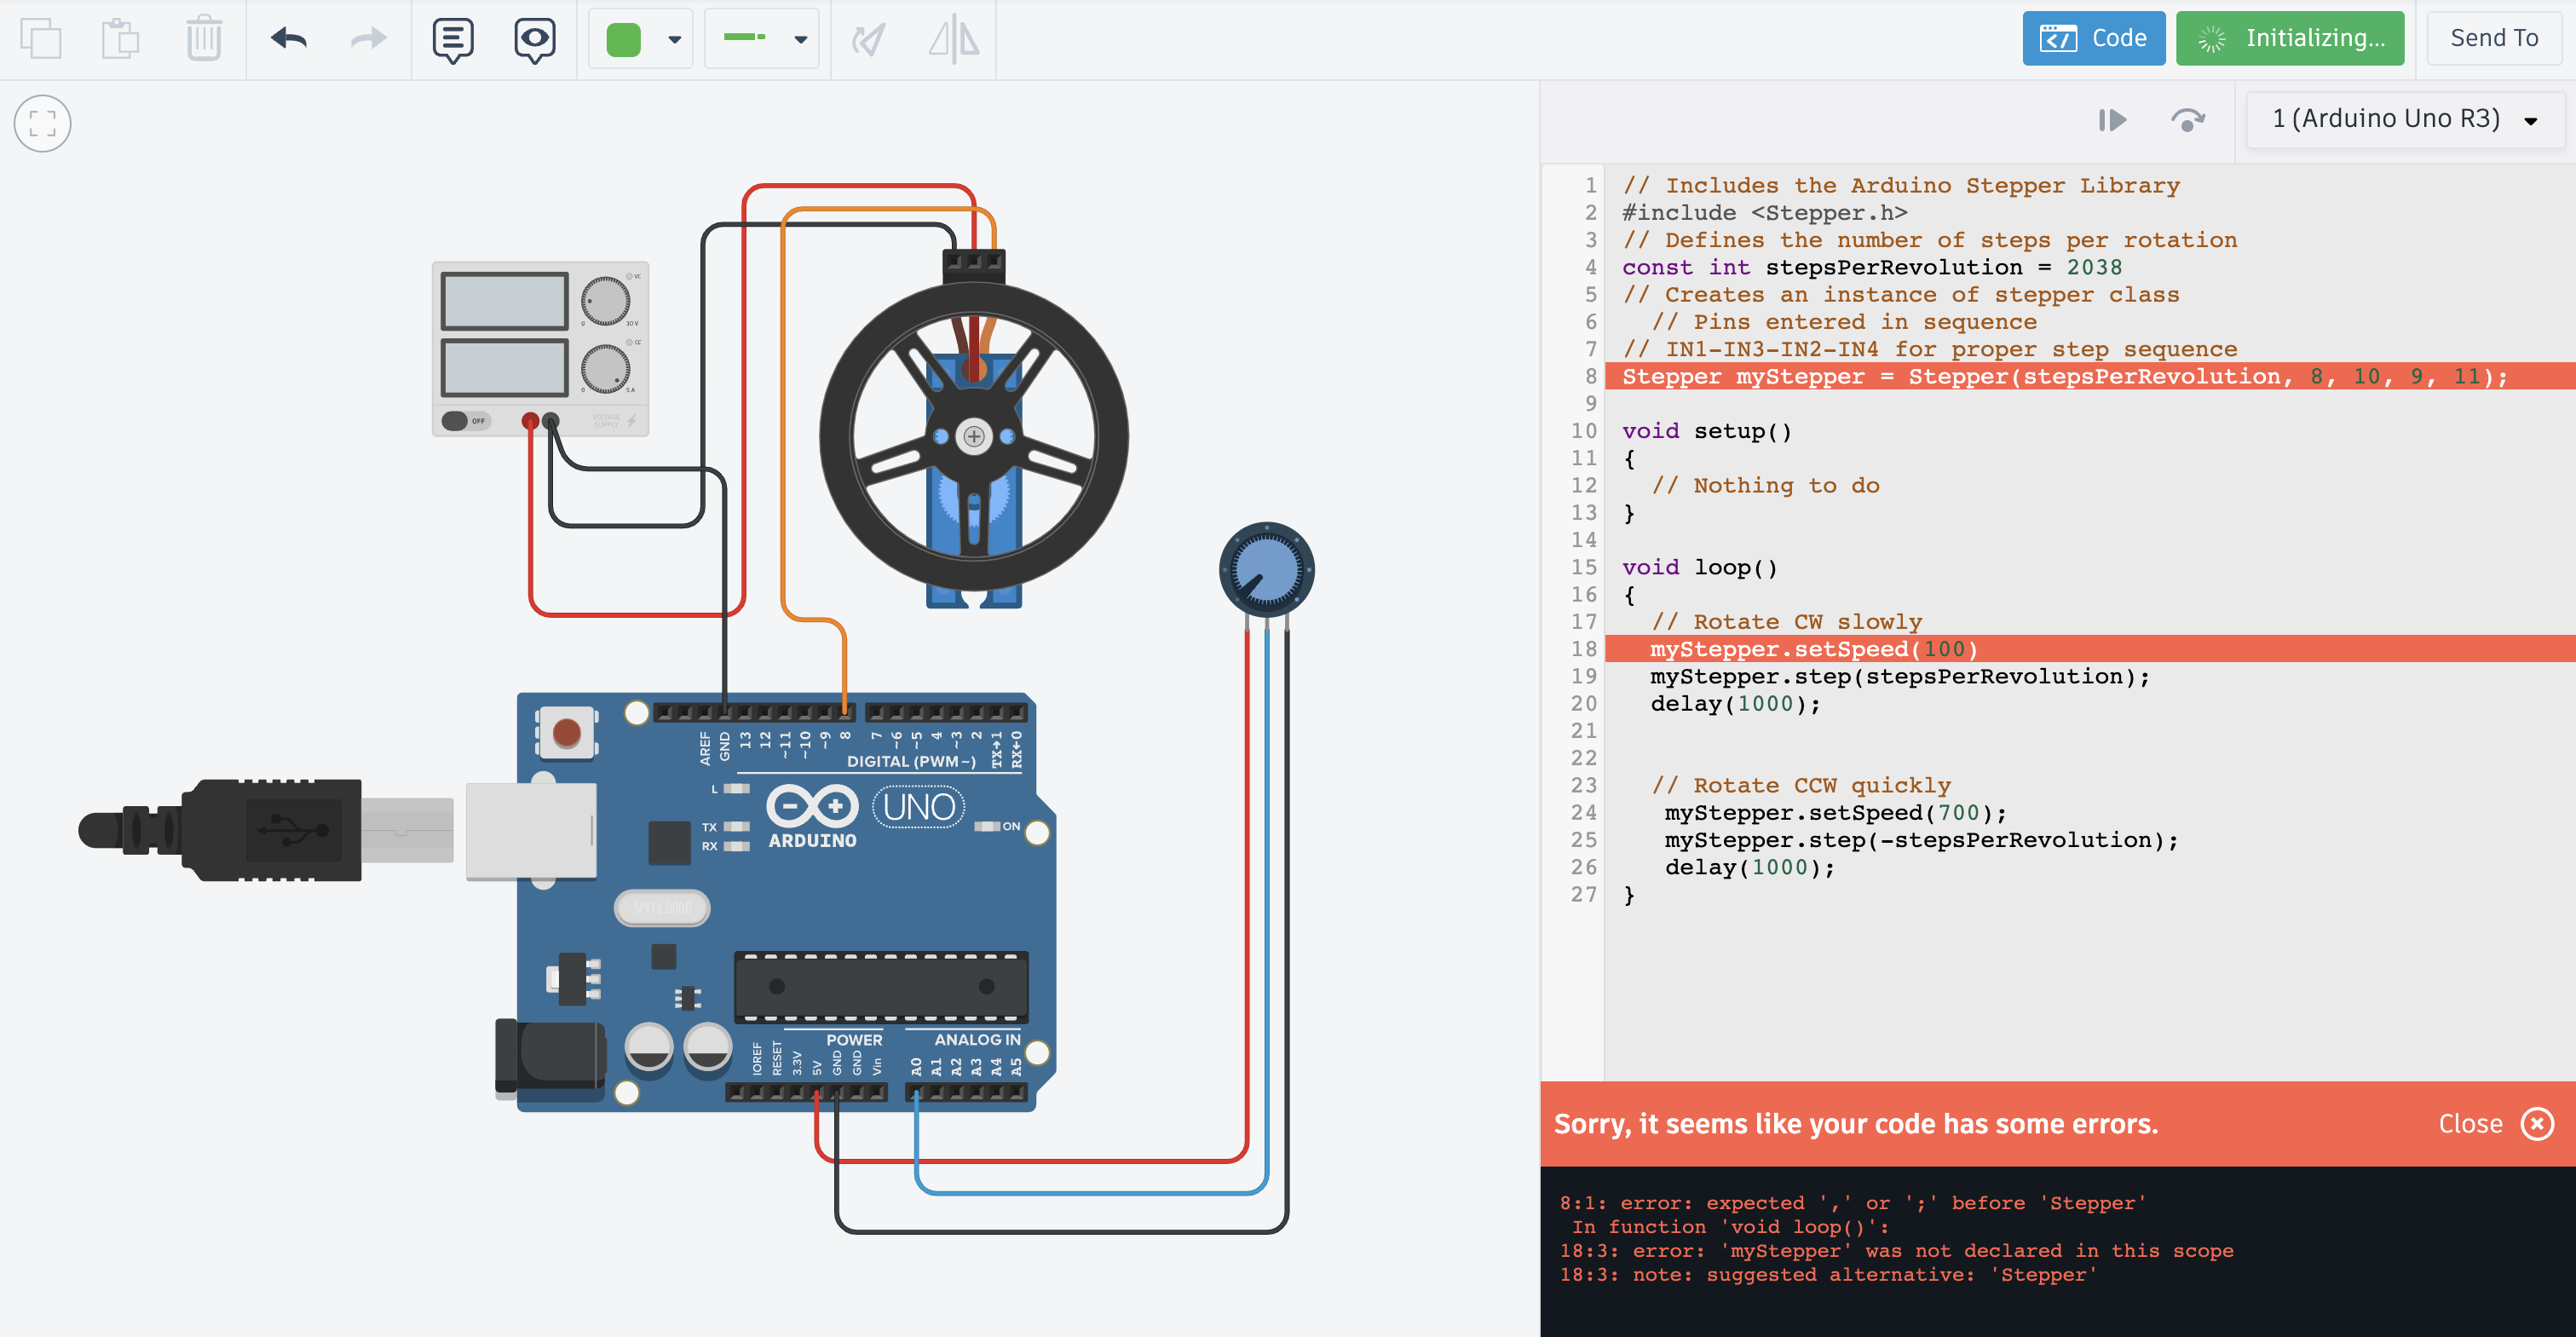 Code
Initializing...
Send To
1 (Arduino Uno R3)
1 // Includes the Arduino Stepper Library
2 #include <Stepper.h>
3 // Defines the number of steps per rotation
4 const int stepsPerRevolution = 2038
5 // Creates an instance of stepper class
6 // Pins entered in sequence
7 // IN1-IN3-IN2-IN4 for proper step sequence
8 Stepper myStepper = Stepper(stepsPerRevolution, 8, 10, 9, 11);
9
10 void setup()
11 {
12 // Nothing to do
13 }
14
15 void loop()
16 {
17 // Rotate CW slowly
18 myStepper.setSpeed(100)
19 myStepper.step(stepsPerRevolution);
20 delay(1000);
21
22
23 // Rotate CCW quickly
24 myStepper.setSpeed(700);
25 myStepper.step(-stepsPerRevolution);
26 delay(1000);
27 }
Sorry, it seems like your code has some errors.
Close
8:1: error: expected ',' or ';' before 'Stepper'
In function 'void loop()':
18:3: error: 'myStepper' was not declared in this scope
18:3: note: suggested alternative: 'Stepper'
0 30 V
0 5 A
OFF
VOLTAGE
SUPPLY
AREF GND 13 12 ~11 ~10 ~9 8 7 ~6 ~5 4 ~3 2 TX→1 RX←0
DIGITAL (PWM~)
L
TX
RX
ARDUINO
UNO
ON
SPK16.000G
POWER
ANALOG IN
IOREF RESET 3.3V 5V GND GND Vin A0 A1 A2 A3 A4 A5